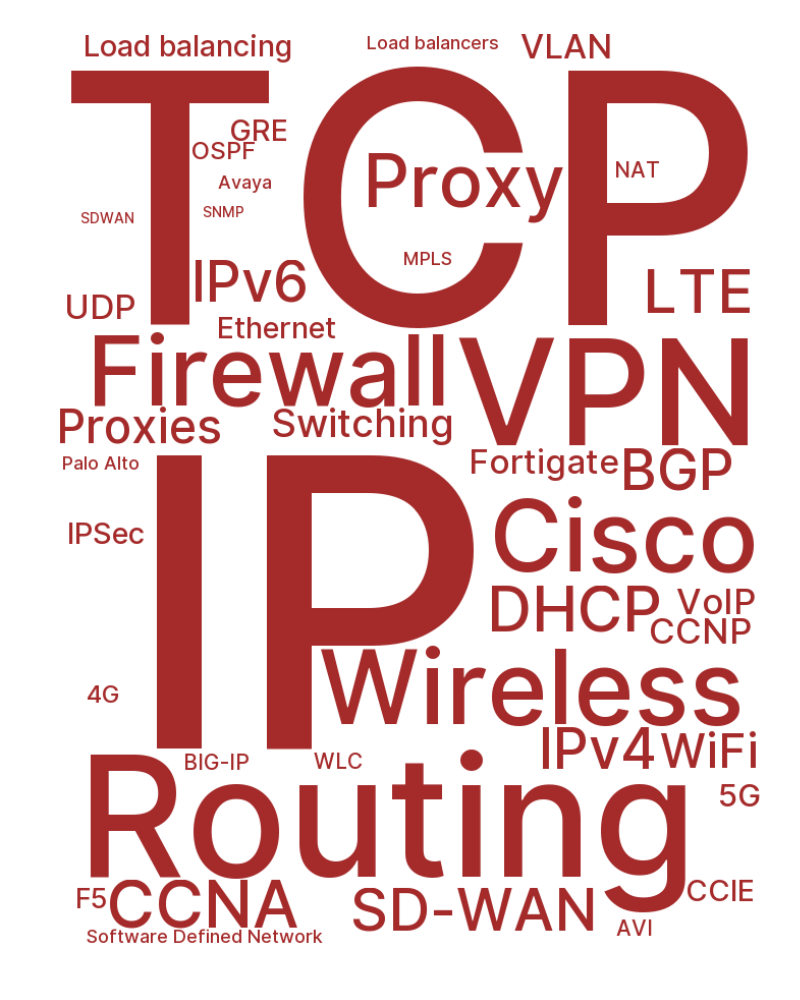 Load balancing
Load balancers
VLAN
TCP
GRE
OSPF
Proxy
NAT
Avaya
SNMP
SDWAN
MPLS
IPv6
LTE
UDP
Ethernet
Firewall
VPN
Proxies
Switching
Palo Alto
Fortigate
BGP
IP
IPSec
Cisco
DHCP
VoIP
CCNP
Wireless
4G
IPv4
WiFi
BIG-IP
WLC
Routing
5G
F5
CCNA
SD-WAN
CCIE
AVI
Software Defined Network